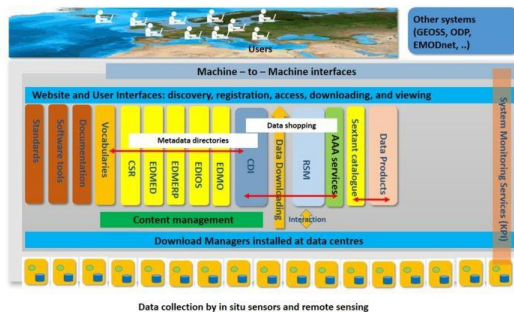 Users
Other systems
(GEOSS, ODP,
EMODnet, ..)
Machine – to – Machine interfaces
Website and User Interfaces: discovery, registration, access, downloading, and viewing
Standards
Software tools
Documentation
Vocabularies
CSR
EDMED
EDMERP
EDIOS
EDMO
CDI
Data Downloading
RSM
AAA services
Sextant catalogue
Data Products
System Monitoring Services (KPI)
Data shopping
Metadata directories
Content management
Interaction
Download Managers installed at data centres
Data collection by in situ sensors and remote sensing